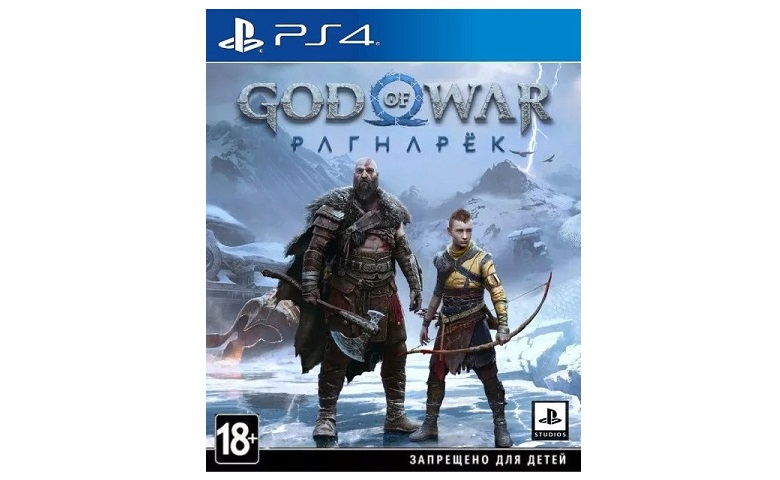 PS4
GOD OF WAR
РАГНАРЁК
18+
STUDIOS
ЗАПРЕЩЕНО ДЛЯ ДЕТЕЙ